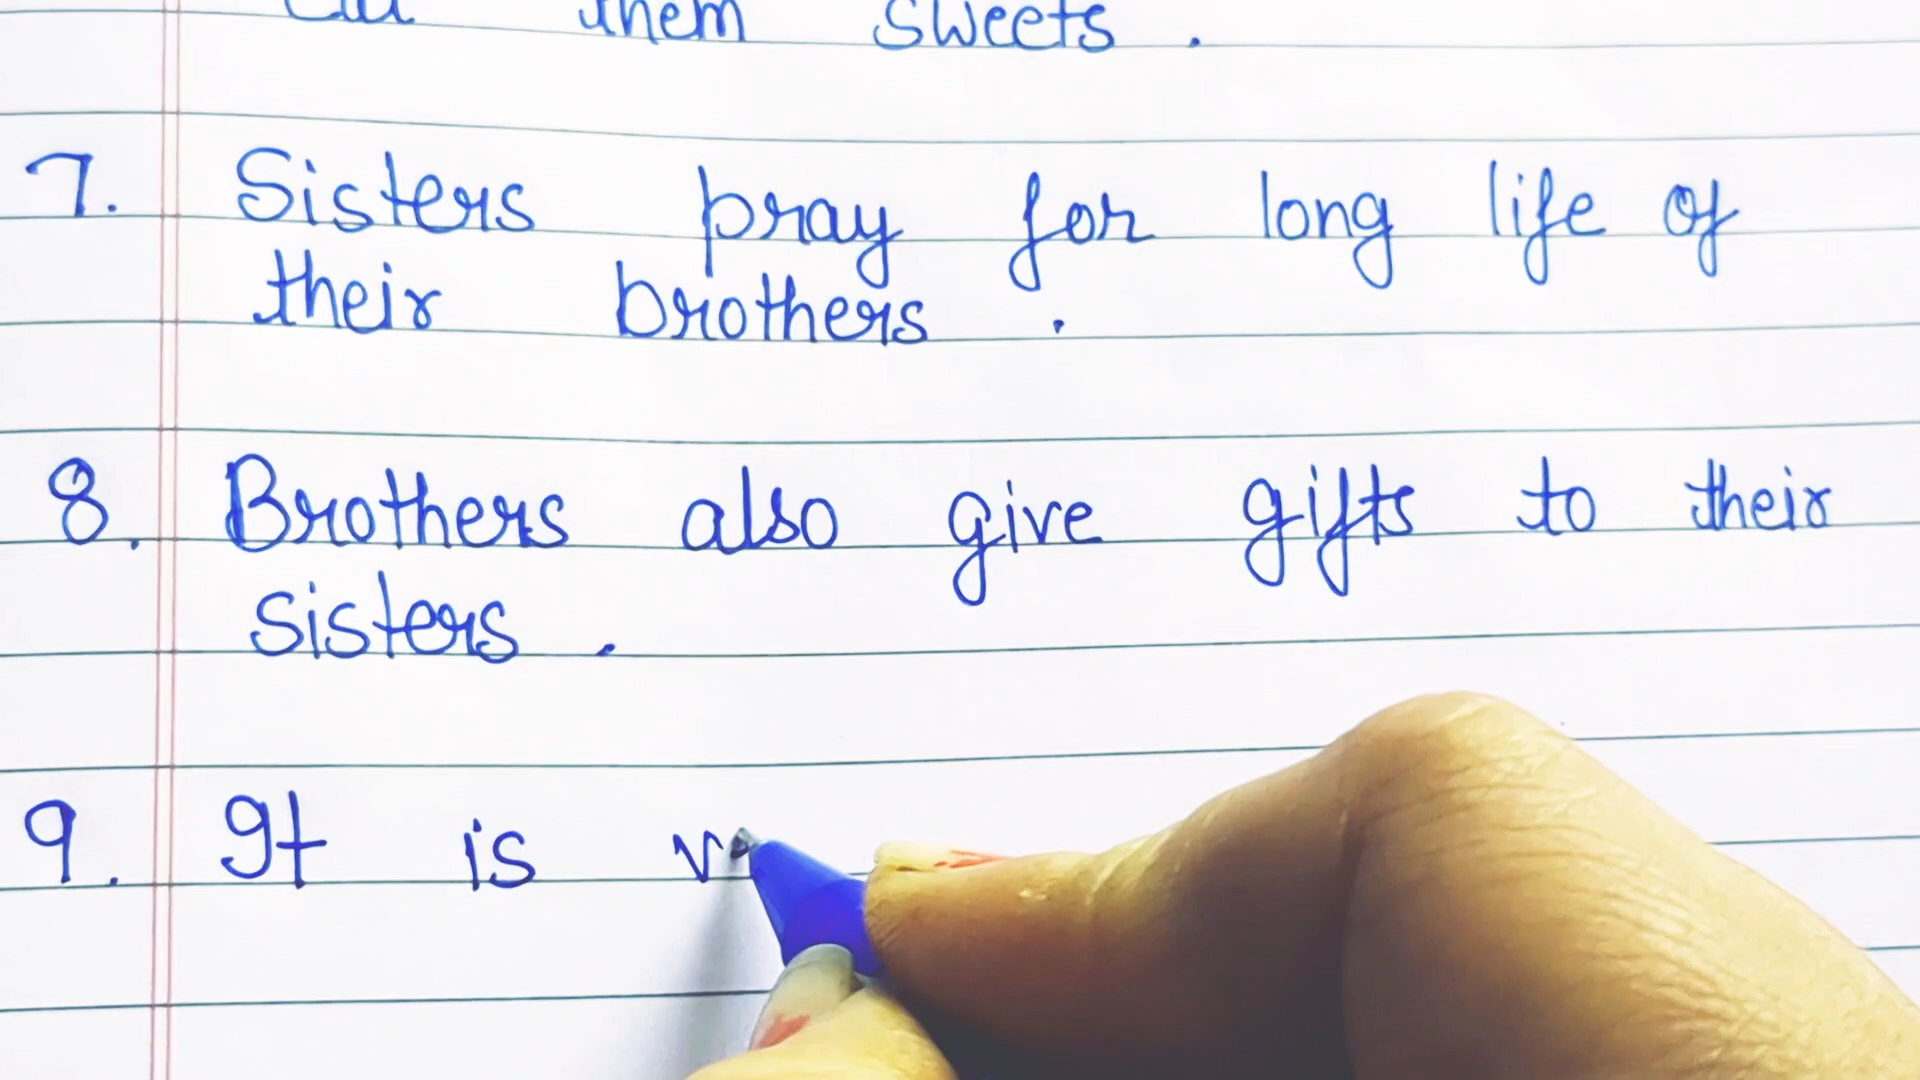 them sweets .
7. Sisters pray for long life of
their brothers .
8. Brothers also give gifts to their
sisters .
9. It is